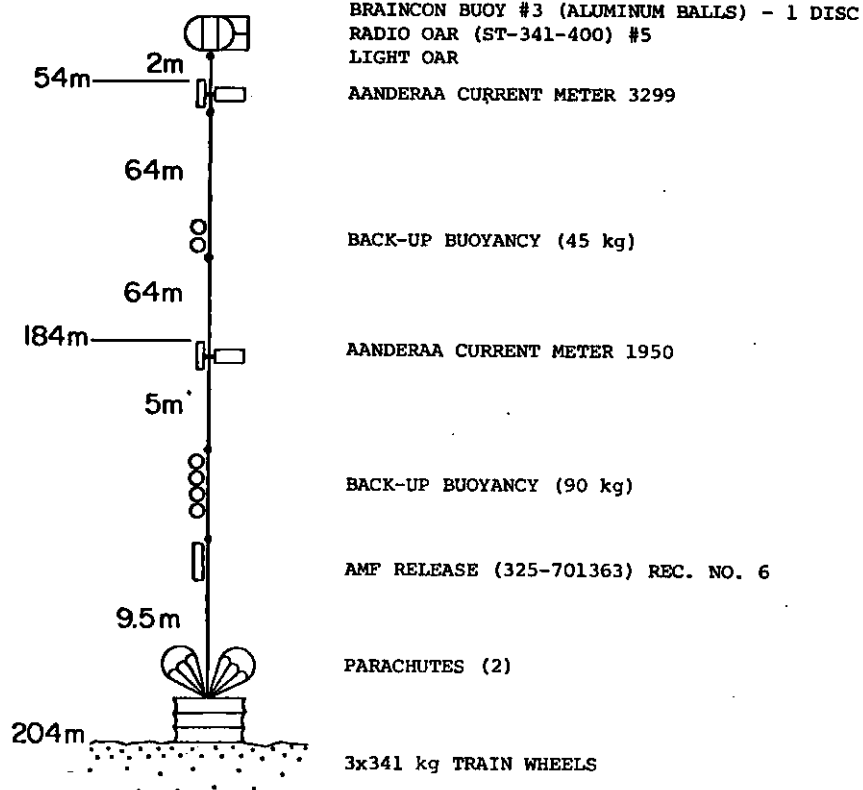 BRAINCON BUOY #3 (ALUMINUM BALLS) - 1 DISC
RADIO OAR (ST-341-400) #5
LIGHT OAR
2m
54m
AANDERAA CURRENT METER 3299
64m
BACK-UP BUOYANCY (45 kg)
64m
184m
AANDERAA CURRENT METER 1950
5m
BACK-UP BUOYANCY (90 kg)
AMF RELEASE (325-701363) REC. NO. 6
9.5m
PARACHUTES (2)
204m
3x341 kg TRAIN WHEELS